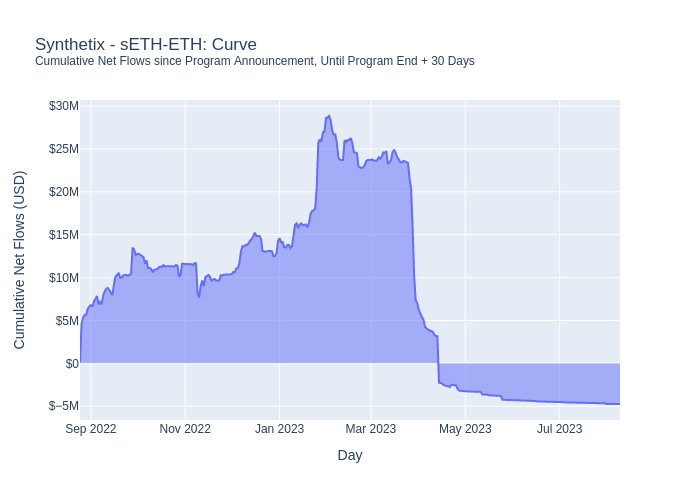 Synthetix - sETH-ETH: Curve
Cumulative Net Flows since Program Announcement, Until Program End + 30 Days
$30M
$25M
$20M
$15M
$10M
$5M
$0
$−5M
Cumulative Net Flows (USD)
Sep 2022 Nov 2022 Jan 2023 Mar 2023 May 2023 Jul 2023
Day